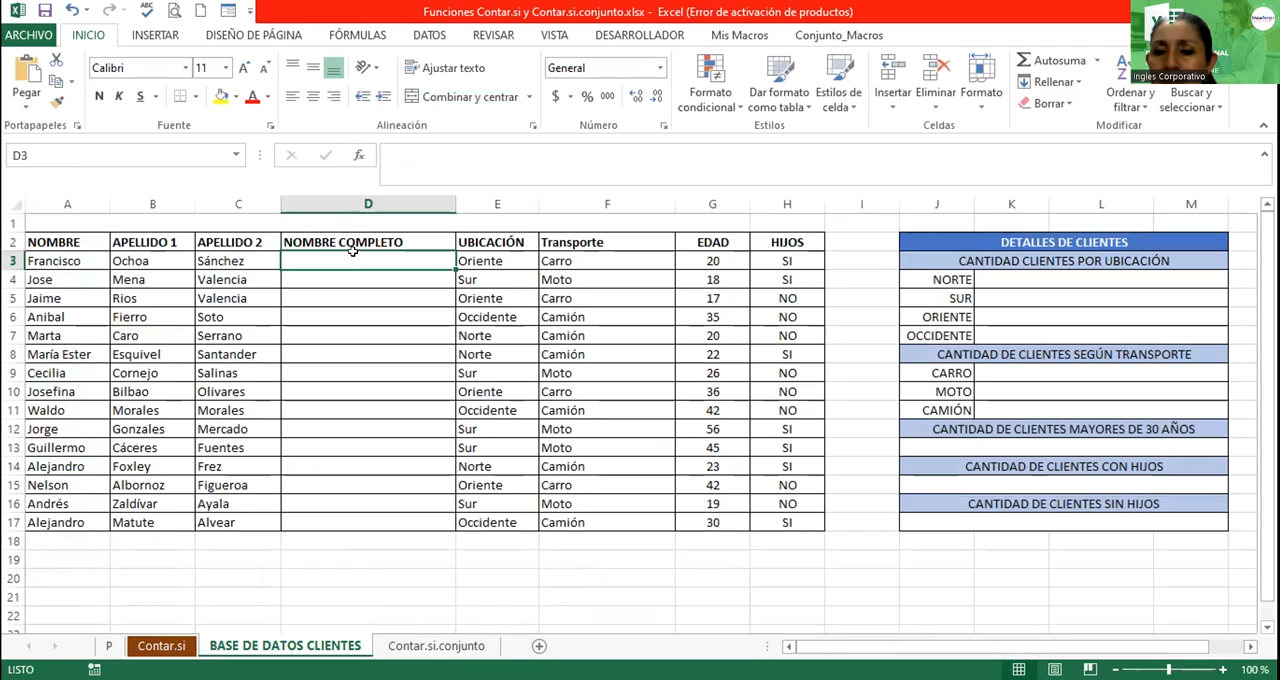 Funciones Contar.si y Contar.si.conjunto.xlsx - Excel (Error de activación de productos)
ARCHIVO INICIO INSERTAR DISEÑO DE PÁGINA FÓRMULAS DATOS REVISAR VISTA DESARROLLADOR Mis Macros Conjunto_Macros
Ingles Corporativo
Pegar
Calibri 11
N K S
Ajustar texto
Combinar y centrar
General
$ % 000
Formato condicional
Dar formato como tabla
Estilos de celda
Insertar Eliminar Formato
Autosuma
Rellenar
Borrar
Ordenar y filtrar
Buscar y seleccionar
Portapapeles Fuente Alineación Número Estilos Celdas Modificar
D3 fx
A B C D E F G H I J K L M
1
2 NOMBRE APELLIDO 1 APELLIDO 2 NOMBRE COMPLETO UBICACIÓN Transporte EDAD HIJOS DETALLES DE CLIENTES
3 Francisco Ochoa Sánchez Oriente Carro 20 SI CANTIDAD CLIENTES POR UBICACIÓN
4 Jose Mena Valencia Sur Moto 18 SI NORTE
5 Jaime Rios Valencia Oriente Carro 17 NO SUR
6 Anibal Fierro Soto Occidente Camión 35 NO ORIENTE
7 Marta Caro Serrano Norte Camión 20 NO OCCIDENTE
8 María Ester Esquivel Santander Norte Camión 22 SI CANTIDAD DE CLIENTES SEGÚN TRANSPORTE
9 Cecilia Cornejo Salinas Sur Moto 26 NO CARRO
10 Josefina Bilbao Olivares Oriente Carro 36 NO MOTO
11 Waldo Morales Morales Occidente Camión 42 NO CAMIÓN
12 Jorge Gonzales Mercado Sur Moto 56 SI CANTIDAD DE CLIENTES MAYORES DE 30 AÑOS
13 Guillermo Cáceres Fuentes Sur Moto 45 SI
14 Alejandro Foxley Frez Norte Camión 23 SI CANTIDAD DE CLIENTES CON HIJOS
15 Nelson Albornoz Figueroa Oriente Carro 42 NO
16 Andrés Zaldívar Ayala Sur Moto 19 NO CANTIDAD DE CLIENTES SIN HIJOS
17 Alejandro Matute Alvear Occidente Camión 30 SI
18
19
20
21
22
P Contar.si BASE DE DATOS CLIENTES Contar.si.conjunto
LISTO 100 %